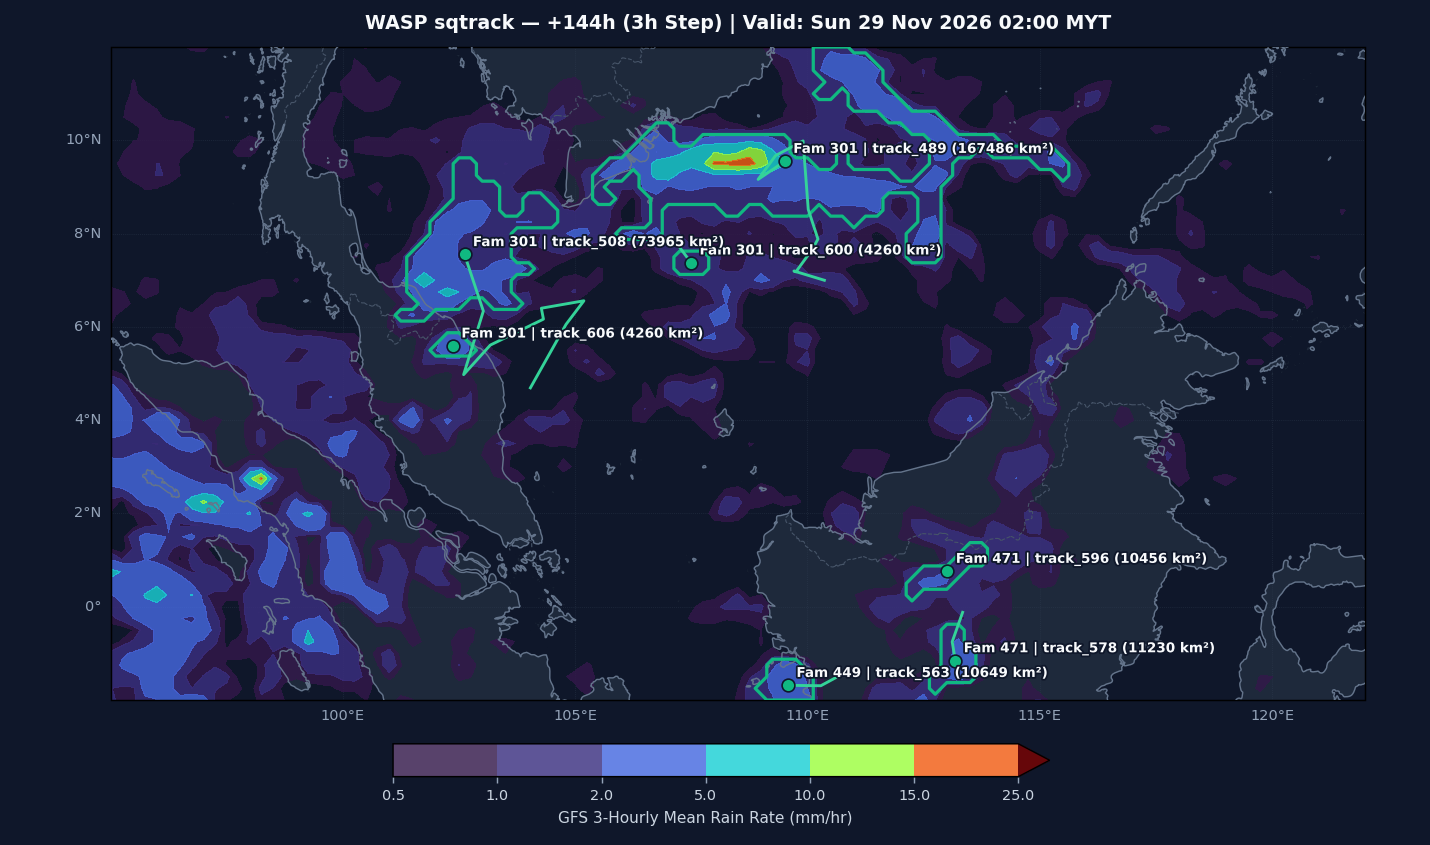 WASP sqtrack — +144h (3h Step) | Valid: Sun 29 Nov 2026 02:00 MYT
10°N
8°N
6°N
4°N
2°N
0°
Fam 301 | track_489 (167486 km²)
Fam 301 | track_508 (73965 km²)
Fam 301 | track_600 (4260 km²)
Fam 301 | track_606 (4260 km²)
Fam 471 | track_596 (10456 km²)
Fam 471 | track_578 (11230 km²)
Fam 449 | track_563 (10649 km²)
100°E 105°E 110°E 115°E 120°E
0.5 1.0 2.0 5.0 10.0 15.0 25.0
GFS 3-Hourly Mean Rain Rate (mm/hr)